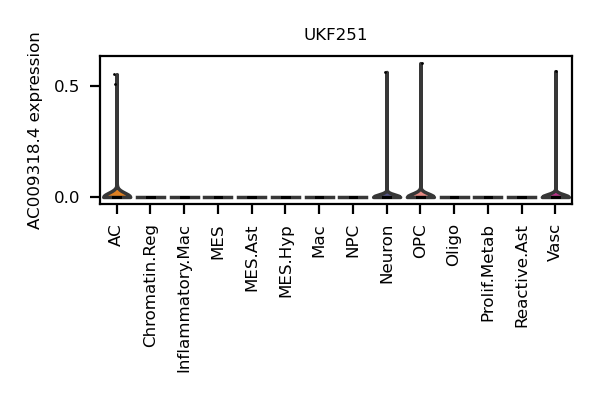 UKF251
AC009318.4 expression
0.5
0.0
AC
Chromatin.Reg
Inflammatory.Mac
MES
MES.Ast
MES.Hyp
Mac
NPC
Neuron
OPC
Oligo
Prolif.Metab
Reactive.Ast
Vasc